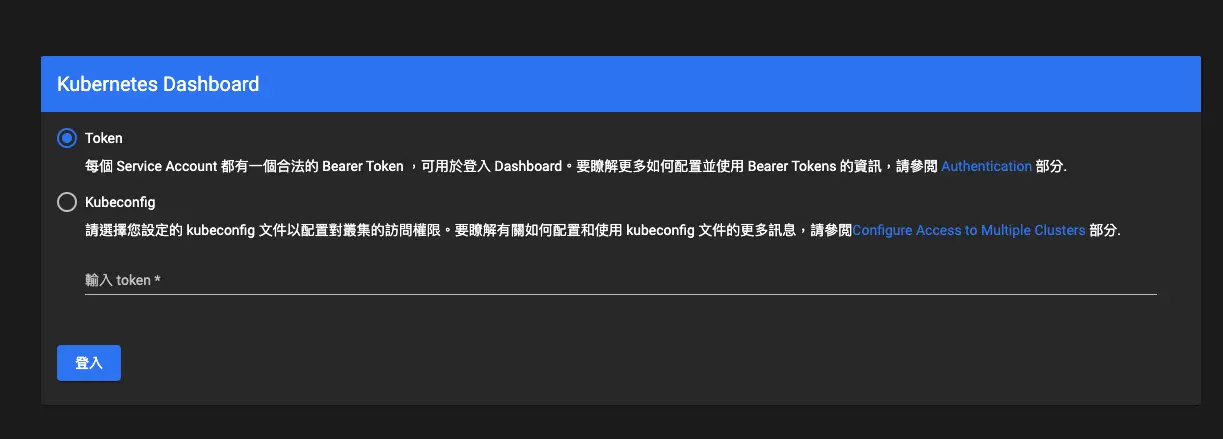 Kubernetes Dashboard
Token
每個 Service Account 都有一個合法的 Bearer Token ，可用於登入 Dashboard。要瞭解更多如何配置並使用 Bearer Tokens 的資訊，請參閱 Authentication 部分.
Kubeconfig
請選擇您設定的 kubeconfig 文件以配置對叢集的訪問權限。要瞭解有關如何配置和使用 kubeconfig 文件的更多訊息，請參閱Configure Access to Multiple Clusters 部分.
輸入 token *
登入